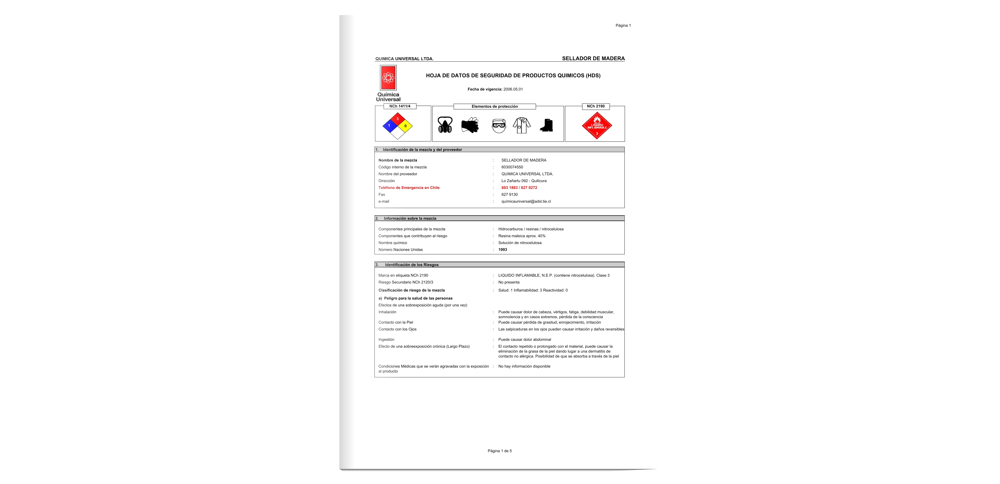 Página 1
QUIMICA UNIVERSAL LTDA. SELLADOR DE MADERA
HOJA DE DATOS DE SEGURIDAD DE PRODUCTOS QUIMICOS (HDS)
Fecha de vigencia: 2006.05.01
Química
Universal
NCh 1411/4 Elementos de protección NCh 2190
3
1 0
LIQUIDO
INFLAMABLE
3
1. Identificación de la mezcla y del proveedor
Nombre de la mezcla : SELLADOR DE MADERA
Código interno de la mezcla : 6030074550
Nombre del proveedor : QUIMICA UNIVERSAL LTDA.
Dirección : Lo Zañartu 092 - Quilicura
Teléfono de Emergencia en Chile : 603 1883 / 627 0272
Fax : 627 9130
e-mail : químicauniversal@adsl.tie.cl
2. Información sobre la mezcla
Componentes principales de la mezcla : Hidrocarburos / resinas / nitrocelulosa
Componentes que contribuyen al riesgo : Resina maleica aprox. 40%
Nombre químico : Solución de nitrocelulosa
Número Naciones Unidas : 1993
3. Identificación de los Riesgos
Marca en etiqueta NCh 2190 : LIQUIDO INFLAMABLE, N.E.P. (contiene nitrocelulosa). Clase 3
Riesgo Secundario NCh 2120/3 : No presenta
Clasificación de riesgo de la mezcla : Salud: 1 Inflamabilidad: 3 Reactividad: 0
a) Peligro para la salud de las personas
Efectos de una sobrexposición aguda (por una vez)
Inhalación : Puede causar dolor de cabeza, vértigos, fatiga, debilidad muscular,
somnolencia y en casos extremos, pérdida de la consciencia
Contacto con la Piel : Puede causar pérdida de grasitud, enrojecimiento, irritación
Contacto con los Ojos : Las salpicaduras en los ojos pueden causar irritación y daños reversibles
Ingestión : Puede causar dolor abdominal
Efecto de una sobreexposición crónica (Largo Plazo) : El contacto repetido o prolongado con el material, puede causar la
eliminación de la grasa de la piel dando lugar a una dermatitis de
contacto no alérgica. Posibilidad de que se absorba a través de la piel
Condiciones Médicas que se verán agravadas con la exposición : No hay información disponible
al producto
Página 1 de 5